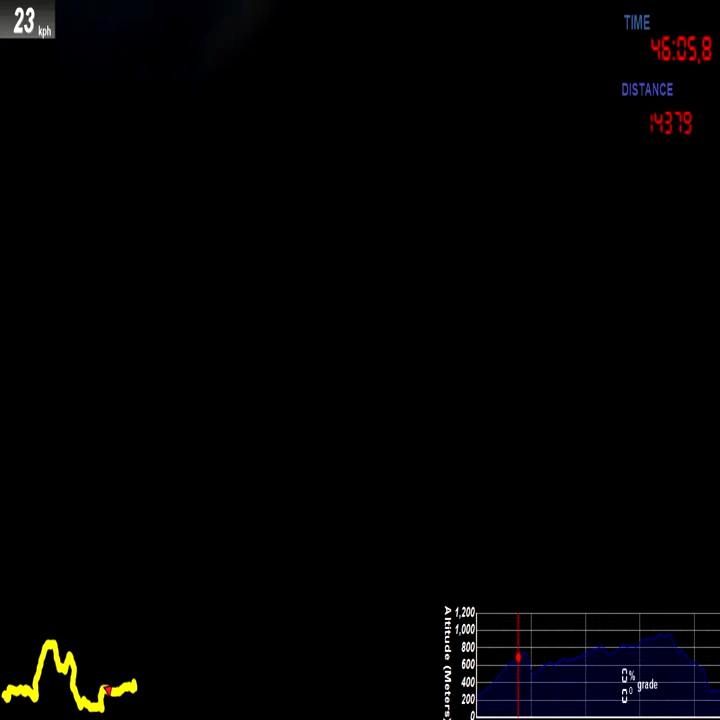 23 kph
TIME
46:05,8
DISTANCE
14379
Altitude (Meters)
1,200
1,000
800
600
400
200
0
%
grade